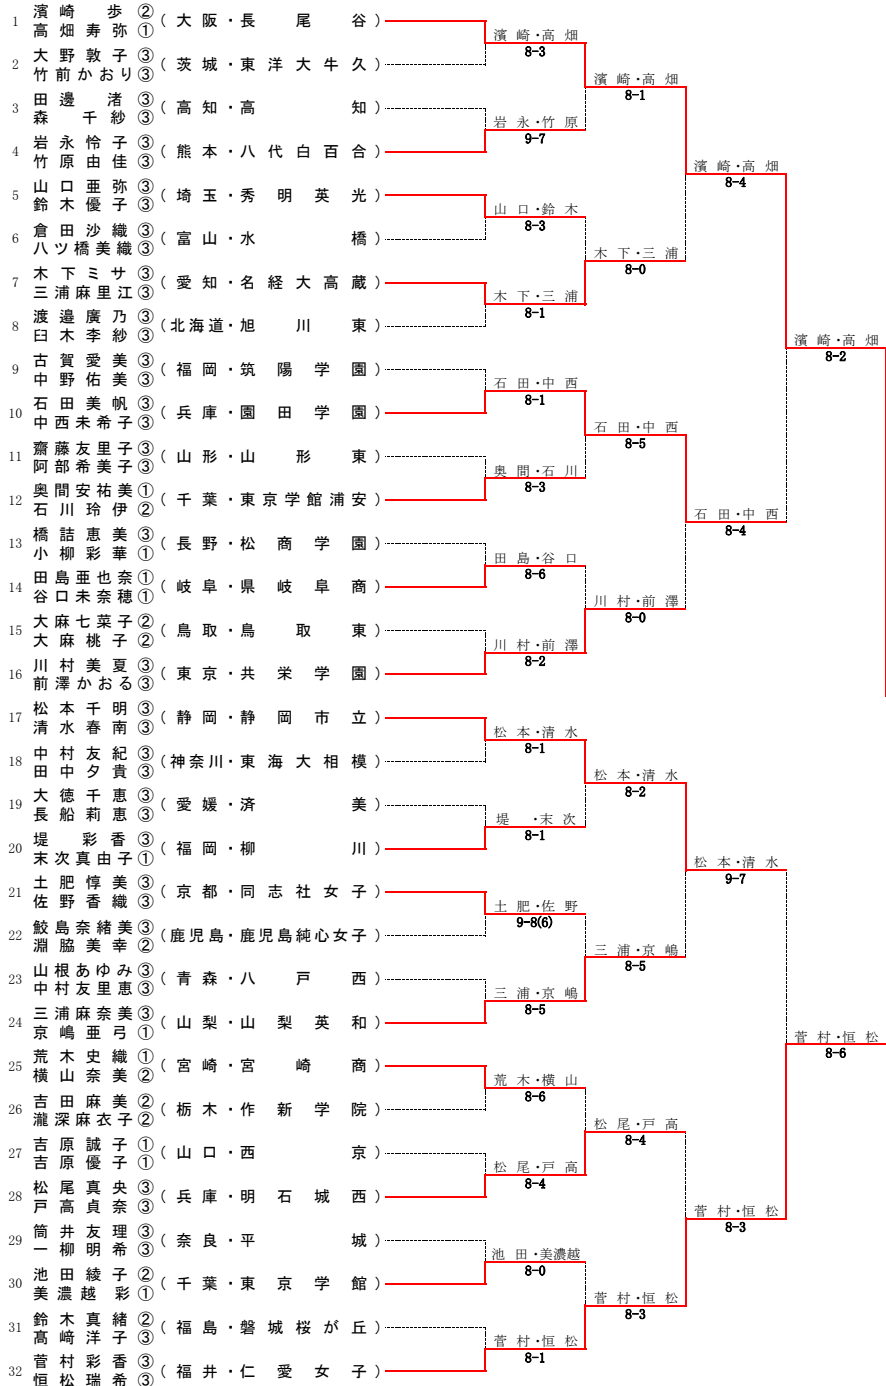 濱崎 歩 ②
1 (大阪・長尾谷)
高畑寿弥 ①
大野敦子 ③
2 (茨城・東洋大牛久)
竹前かおり ③
田邊 渚 ③
3 (高知・高知)
森 千紗 ③
岩永怜子 ③
4 (熊本・八代白百合)
竹原由佳 ③
山口亜弥 ③
5 (埼玉・秀明英光)
鈴木優子 ③
倉田沙織 ③
6 (富山・水橋)
八ツ橋美織 ③
木下ミサ ③
7 (愛知・名経大高蔵)
三浦麻里江 ③
渡邉廣乃 ③
8 (北海道・旭川東)
臼木李紗 ③
古賀愛美 ③
9 (福岡・筑陽学園)
中野佑美 ③
石田美帆 ③
10 (兵庫・園田学園)
中西未希子 ③
齋藤友里子 ③
11 (山形・山形東)
阿部希美子 ③
奥間安祐美 ①
12 (千葉・東京学館浦安)
石川玲伊 ②
橋詰恵美 ③
13 (長野・松商学園)
小柳彩華 ①
田島亜也奈 ①
14 (岐阜・県岐阜商)
谷口未奈穂 ①
大麻七菜子 ②
15 (鳥取・鳥取東)
大麻桃子 ②
川村美夏 ③
16 (東京・共栄学園)
前澤かおる ③
松本千明 ③
17 (静岡・静岡市立)
清水春南 ③
中村友紀 ③
18 (神奈川・東海大相模)
田中夕貴 ③
大徳千恵 ③
19 (愛媛・済美)
長船莉恵 ③
堤 彩香 ③
20 (福岡・柳川)
末次真由子 ①
土肥惇美 ③
21 (京都・同志社女子)
佐野香織 ③
鮫島奈緒美 ③
22 (鹿児島・鹿児島純心女子)
淵脇美幸 ②
山根あゆみ ③
23 (青森・八戸西)
中村友里恵 ③
三浦麻奈美 ③
24 (山梨・山梨英和)
京嶋亜弓 ①
荒木史織 ①
25 (宮崎・宮崎商)
横山奈美 ②
吉田麻美 ②
26 (栃木・作新学院)
瀧深麻衣子 ②
吉原誠子 ①
27 (山口・西京)
吉原優子 ①
松尾真央 ③
28 (兵庫・明石城西)
戸高貞奈 ③
筒井友理 ③
29 (奈良・平城)
一柳明希 ③
池田綾子 ②
30 (千葉・東京学館)
美濃越 彩 ①
鈴木真緒 ②
31 (福島・磐城桜が丘)
髙﨑洋子 ③
菅村彩香 ③
32 (福井・仁愛女子)
恒松瑞希 ③
濱崎・高畑
8-3
岩永・竹原
9-7
山口・鈴木
8-3
木下・三浦
8-1
石田・中西
8-1
奥間・石川
8-3
田島・谷口
8-6
川村・前澤
8-2
松本・清水
8-1
堤・末次
8-1
土肥・佐野
9-8(6)
三浦・京嶋
8-5
荒木・横山
8-6
松尾・戸高
8-4
池田・美濃越
8-0
菅村・恒松
8-1
濱崎・高畑
8-1
木下・三浦
8-0
石田・中西
8-5
川村・前澤
8-0
松本・清水
8-2
三浦・京嶋
8-5
松尾・戸高
8-4
菅村・恒松
8-3
濱崎・高畑
8-4
石田・中西
8-4
松本・清水
9-7
菅村・恒松
8-3
濱崎・高畑
8-2
菅村・恒松
8-6